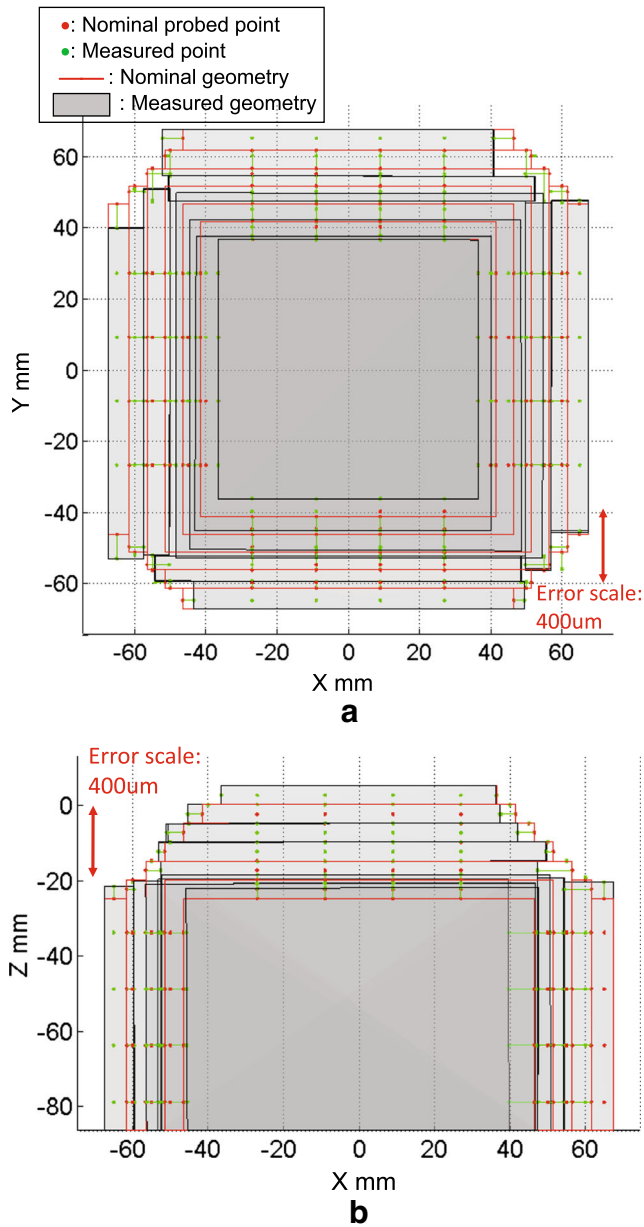 •: Nominal probed point
•: Measured point
: Nominal geometry
: Measured geometry
60
40
20
0
-20
-40
-60
Y mm
Error scale:
400um
-60 -40 -20 0 20 40 60
X mm
a
Error scale:
400um
0
-20
-40
-60
-80
Z mm
-60 -40 -20 0 20 40 60
X mm
b